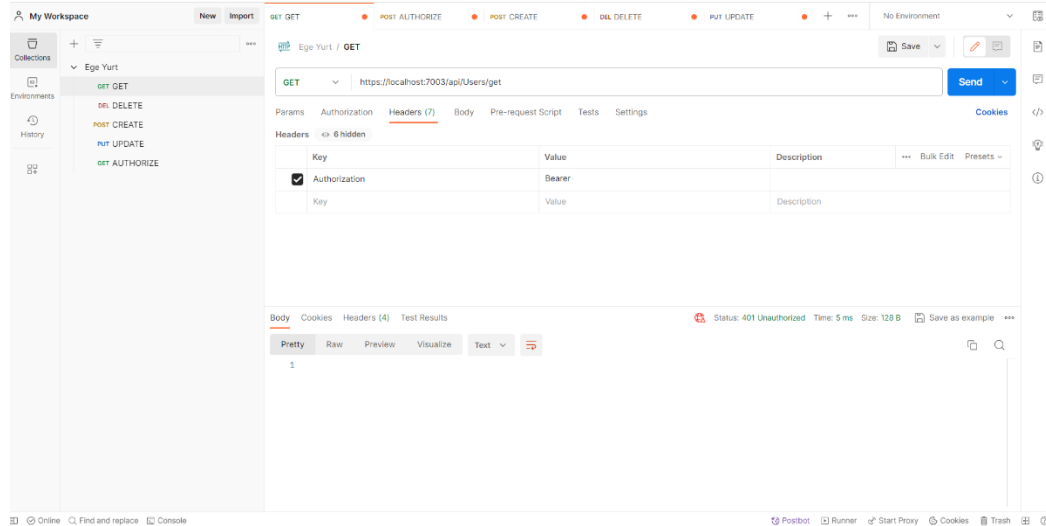 My Workspace New Import GET GET POST AUTHORIZE POST CREATE DEL DELETE PUT UPDATE No Environment
Collections
Environments
History
Ege Yurt
GET GET
DEL DELETE
POST CREATE
PUT UPDATE
GET AUTHORIZE
HTTP Ege Yurt / GET Save
GET https://localhost:7003/api/Users/get Send
Params Authorization Headers (7) Body Pre-request Script Tests Settings Cookies
Headers 6 hidden
Key Value Description Bulk Edit Presets
Authorization Bearer
Key Value Description
Body Cookies Headers (4) Test Results Status: 401 Unauthorized Time: 5 ms Size: 128 B Save as example
Pretty Raw Preview Visualize Text
1
Online Find and replace Console Postbot Runner Start Proxy Cookies Trash